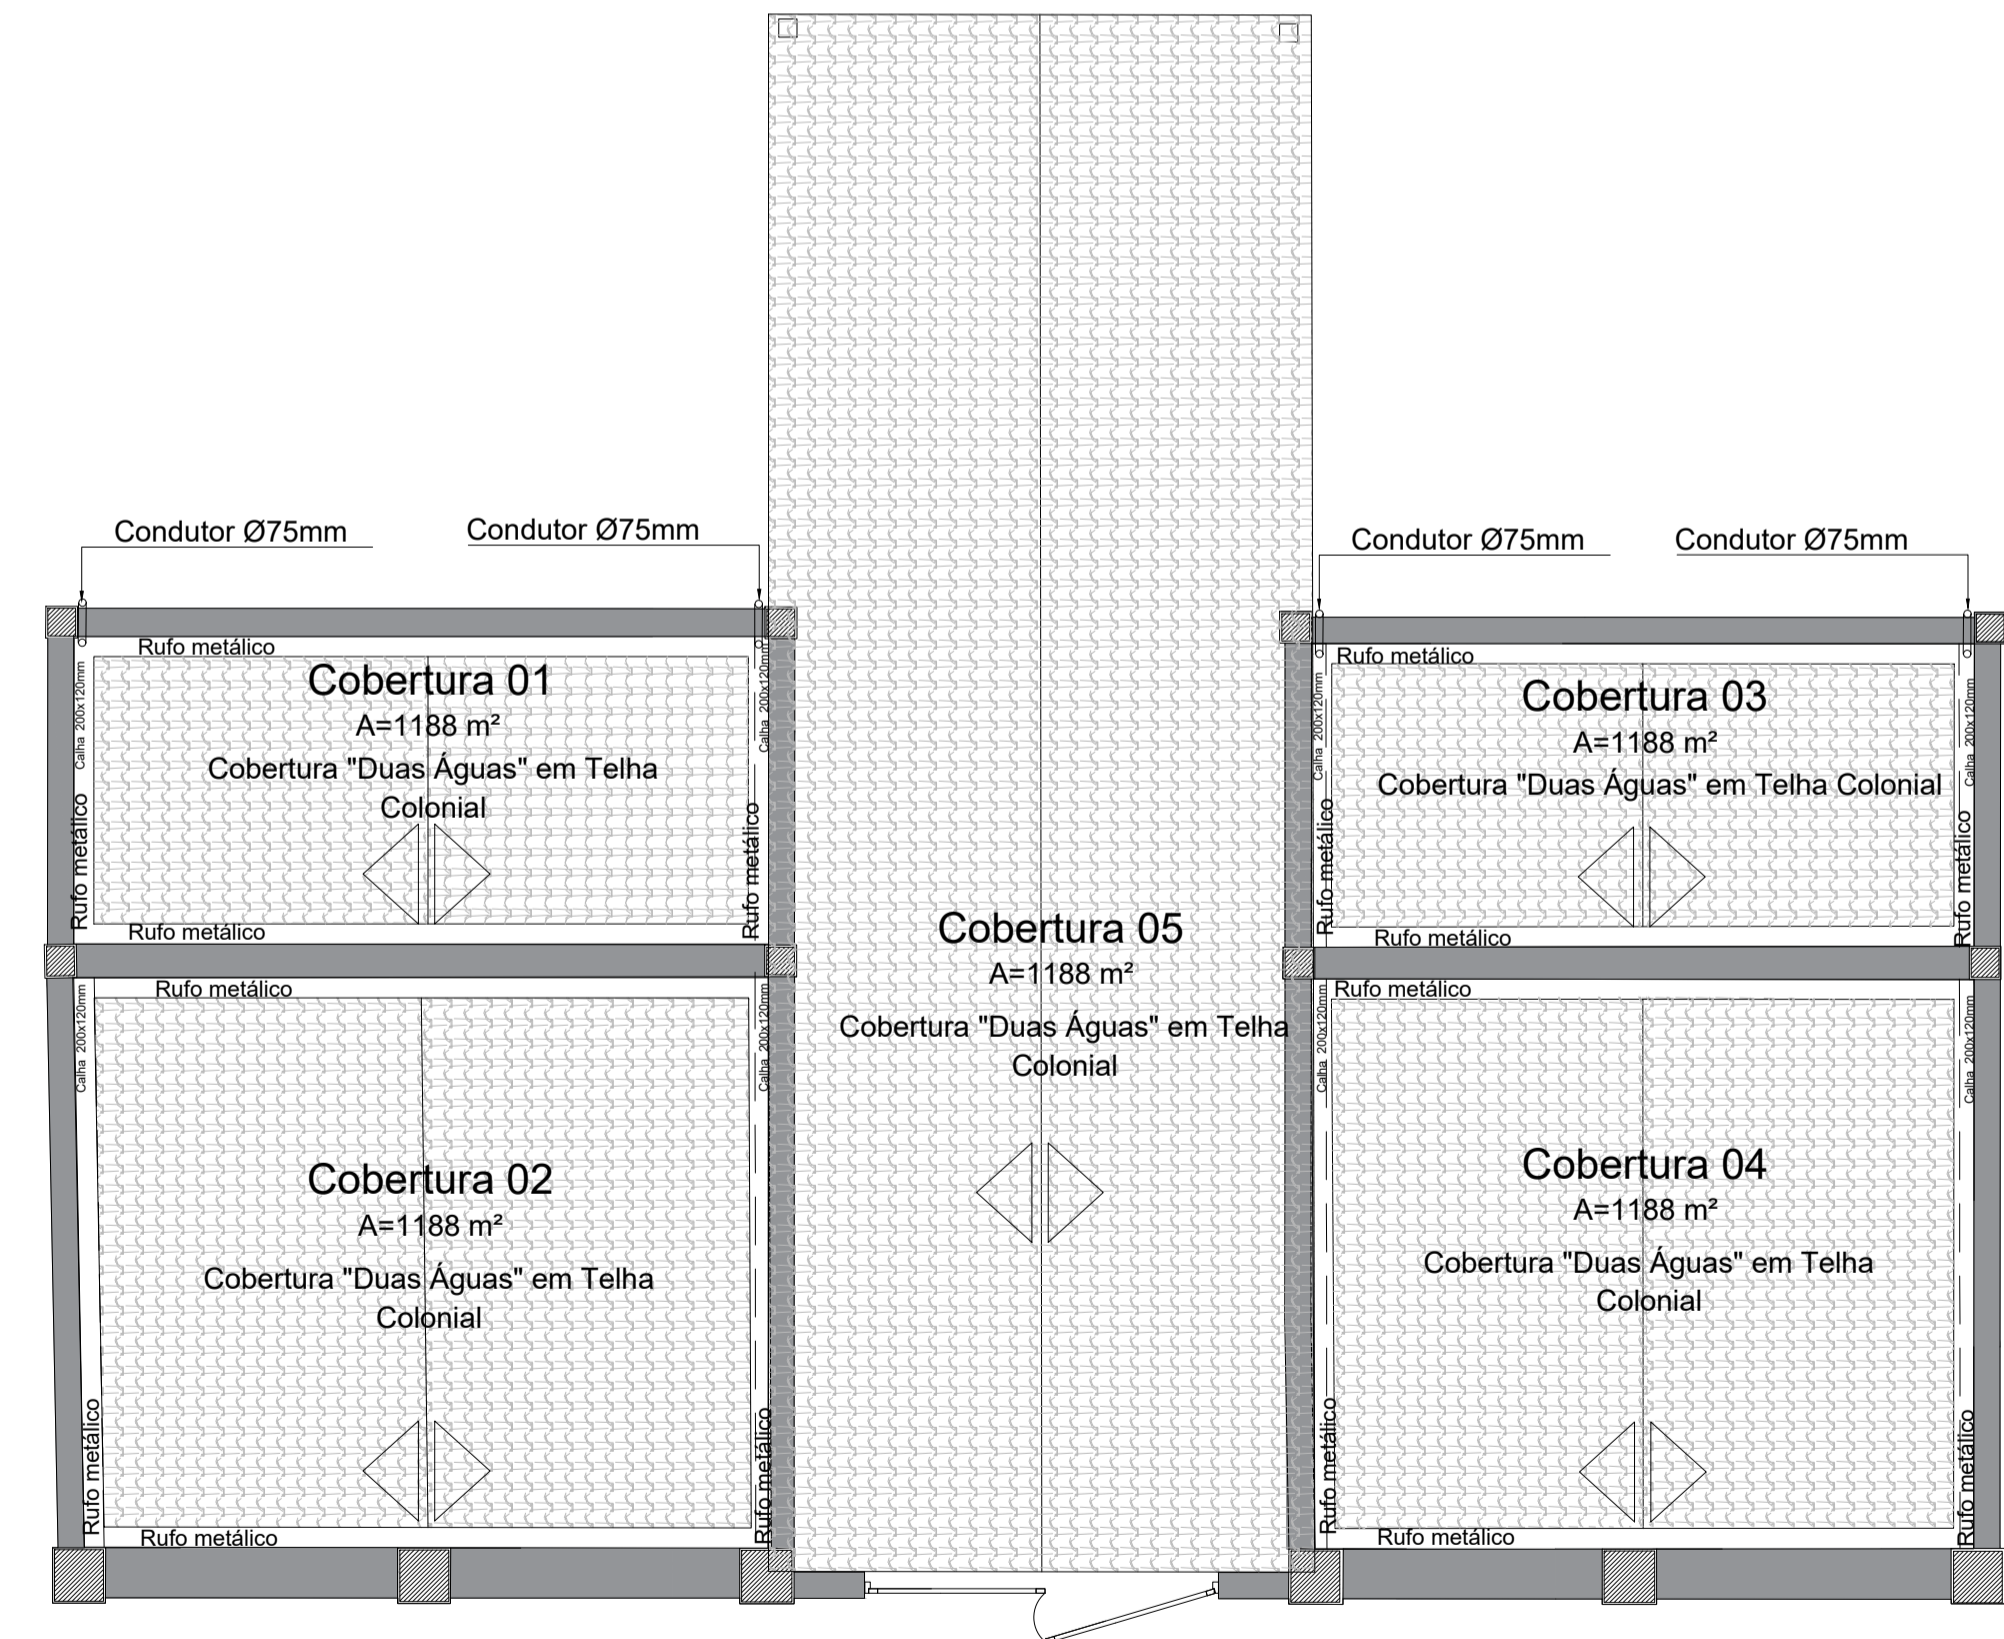 Condutor Ø75mm
Condutor Ø75mm
Condutor Ø75mm
Condutor Ø75mm
Rufo metálico
Cobertura 01
A=1188 m²
Cobertura "Duas Águas" em Telha
Colonial
Calha 200x120mm
Rufo metálico
Calha 200x120mm
Rufo metálico
Rufo metálico
Rufo metálico
Cobertura 03
A=1188 m²
Cobertura "Duas Águas" em Telha Colonial
Calha 200x120mm
Rufo metálico
Calha 200x120mm
Rufo metálico
Rufo metálico
Cobertura 05
A=1188 m²
Cobertura "Duas Águas" em Telha
Colonial
Rufo metálico
Calha 200x120mm
Calha 200x120mm
Cobertura 02
A=1188 m²
Cobertura "Duas Águas" em Telha
Colonial
Rufo metálico
Rufo metálico
Rufo metálico
Rufo metálico
Calha 200x120mm
Calha 200x120mm
Cobertura 04
A=1188 m²
Cobertura "Duas Águas" em Telha
Colonial
Rufo metálico
Rufo metálico
Rufo metálico